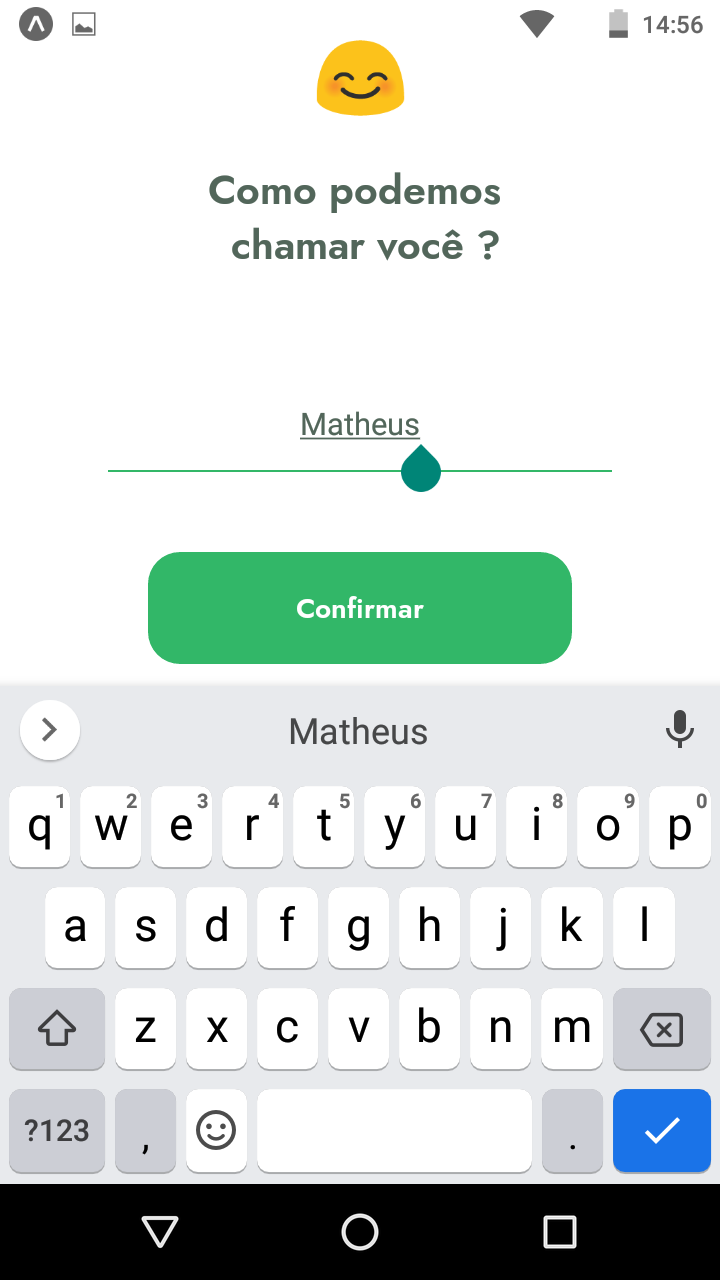 14:56
Como podemos
chamar você ?
Matheus
Confirmar
Matheus
1 2 3 4 5 6 7 8 9 0
q w e r t y u i o p
a s d f g h j k l
z x c v b n m
?123 , .